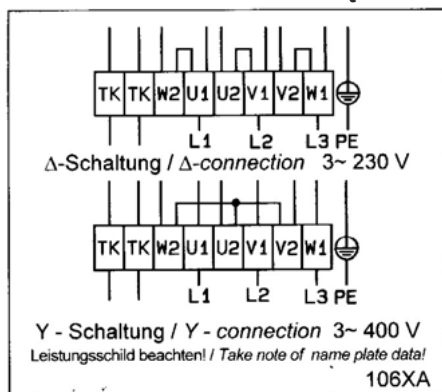 TK TK W2 U1 U2 V1 V2 W1
L1 L2 L3 PE
Δ-Schaltung / Δ-connection 3~ 230 V
TK TK W2 U1 U2 V1 V2 W1
L1 L2 L3 PE
Y - Schaltung / Y - connection 3~ 400 V
Leistungsschild beachten! / Take note of name plate data!
106XA